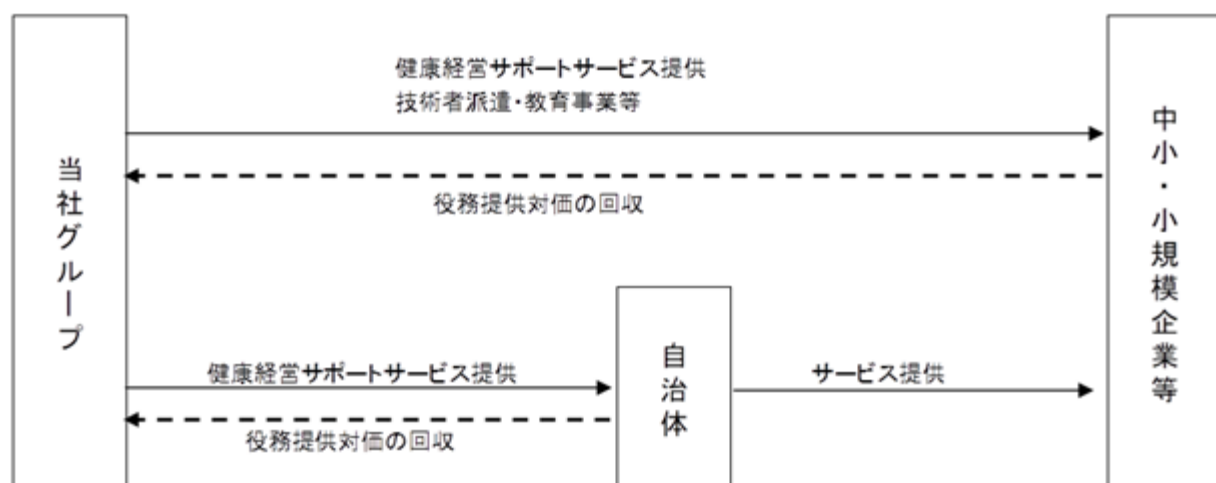 健康経営サポートサービス提供
技術者派遣・教育事業等
役務提供対価の回収
当社グループ
中小・小規模企業等
自治体
健康経営サポートサービス提供
サービス提供
役務提供対価の回収